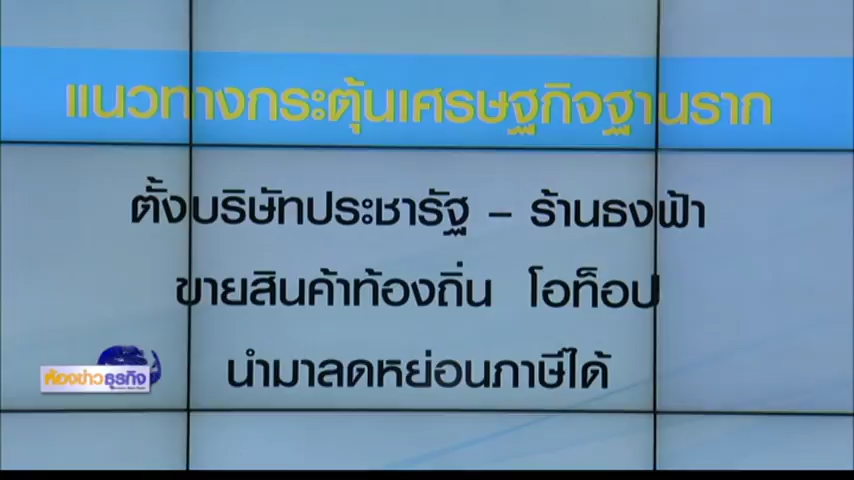 แนวทางกระตุ้นเศรษฐกิจฐานราก
ตั้งบริษัทประชารัฐ – ร้านธงฟ้า
ขายสินค้าท้องถิ่น โอท็อป
นำมาลดหย่อนภาษีได้
ห้องข่าวธุรกิจ